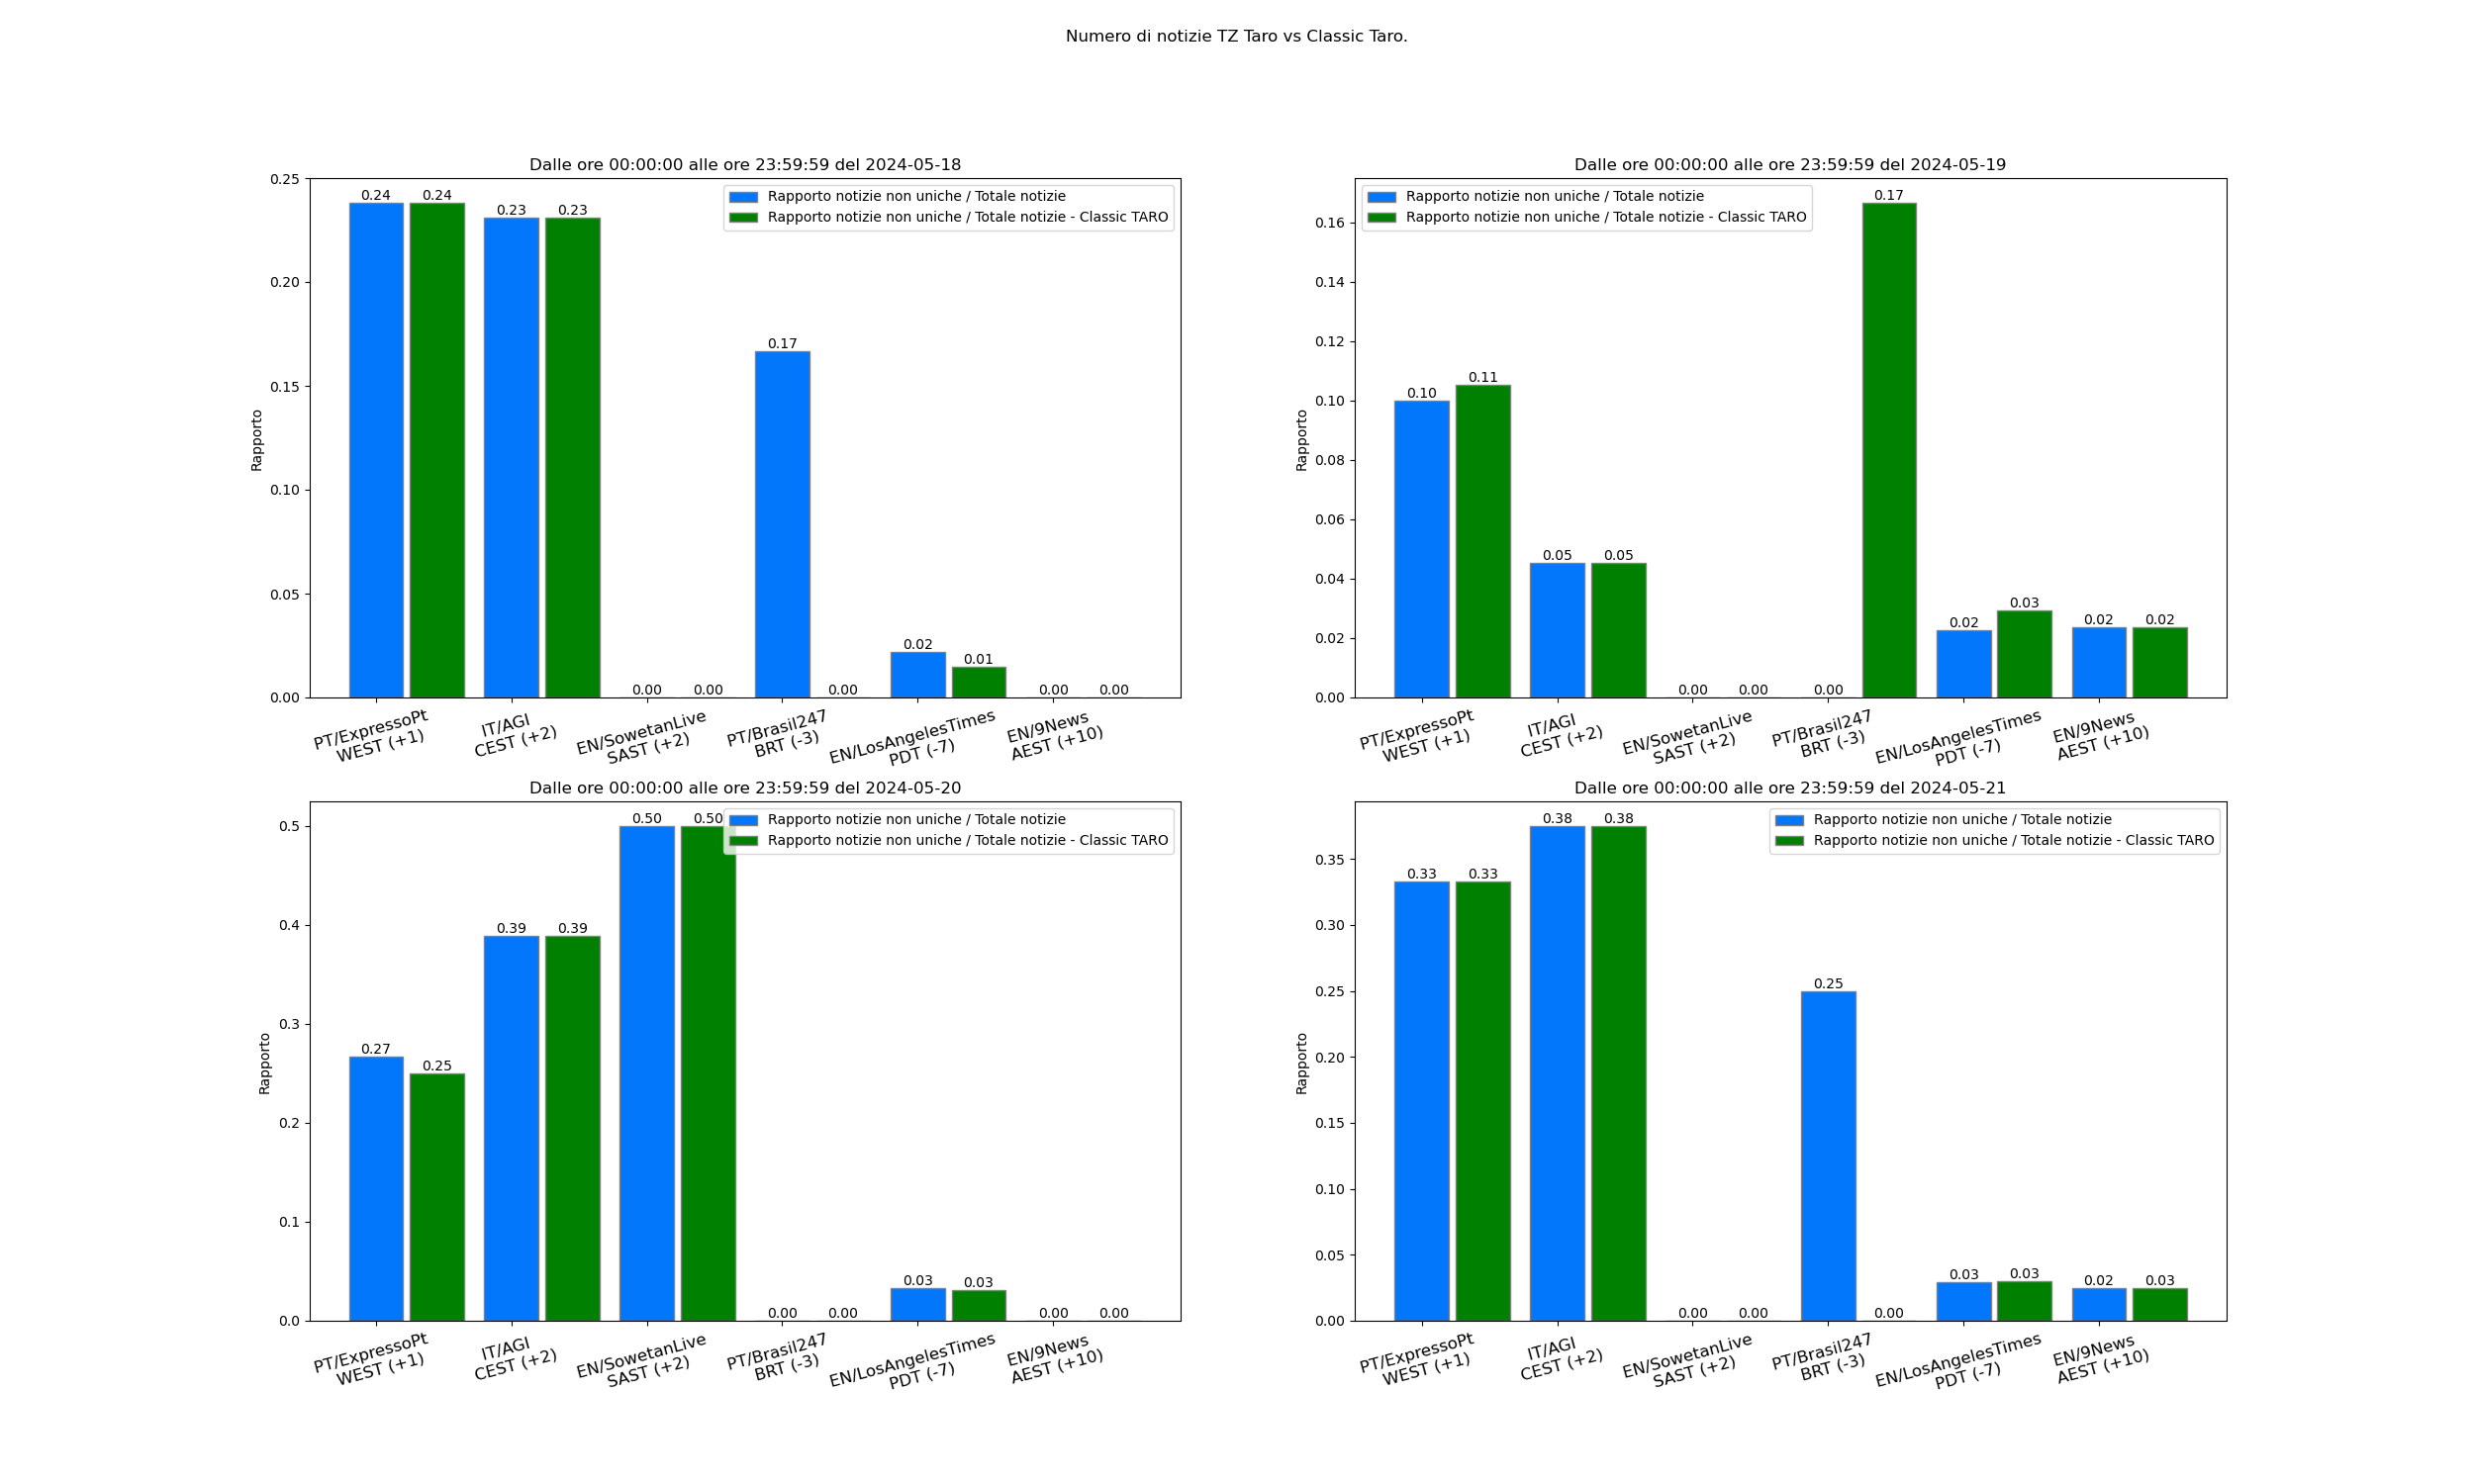 Numero di notizie TZ Taro vs Classic Taro.
Dalle ore 00:00:00 alle ore 23:59:59 del 2024-05-18
Rapporto notizie non uniche / Totale notizie
Rapporto notizie non uniche / Totale notizie - Classic TARO
Rapporto
0.25
0.20
0.15
0.10
0.05
0.00
0.24
0.24
0.23
0.23
0.00
0.00
0.17
0.00
0.02
0.01
0.00
0.00
PT/ExpressoPt
WEST (+1)
IT/AGI
CEST (+2)
EN/SowetanLive
SAST (+2)
PT/Brasil247
BRT (-3)
EN/LosAngelesTimes
PDT (-7)
EN/9News
AEST (+10)
Dalle ore 00:00:00 alle ore 23:59:59 del 2024-05-19
Rapporto notizie non uniche / Totale notizie
Rapporto notizie non uniche / Totale notizie - Classic TARO
Rapporto
0.16
0.14
0.12
0.10
0.08
0.06
0.04
0.02
0.00
0.10
0.11
0.05
0.05
0.00
0.00
0.00
0.17
0.02
0.03
0.02
0.02
PT/ExpressoPt
WEST (+1)
IT/AGI
CEST (+2)
EN/SowetanLive
SAST (+2)
PT/Brasil247
BRT (-3)
EN/LosAngelesTimes
PDT (-7)
EN/9News
AEST (+10)
Dalle ore 00:00:00 alle ore 23:59:59 del 2024-05-20
Rapporto notizie non uniche / Totale notizie
Rapporto notizie non uniche / Totale notizie - Classic TARO
Rapporto
0.5
0.4
0.3
0.2
0.1
0.0
0.27
0.25
0.39
0.39
0.50
0.50
0.00
0.00
0.03
0.03
0.00
0.00
PT/ExpressoPt
WEST (+1)
IT/AGI
CEST (+2)
EN/SowetanLive
SAST (+2)
PT/Brasil247
BRT (-3)
EN/LosAngelesTimes
PDT (-7)
EN/9News
AEST (+10)
Dalle ore 00:00:00 alle ore 23:59:59 del 2024-05-21
Rapporto notizie non uniche / Totale notizie
Rapporto notizie non uniche / Totale notizie - Classic TARO
Rapporto
0.35
0.30
0.25
0.20
0.15
0.10
0.05
0.00
0.33
0.33
0.38
0.38
0.00
0.00
0.25
0.00
0.03
0.03
0.02
0.03
PT/ExpressoPt
WEST (+1)
IT/AGI
CEST (+2)
EN/SowetanLive
SAST (+2)
PT/Brasil247
BRT (-3)
EN/LosAngelesTimes
PDT (-7)
EN/9News
AEST (+10)